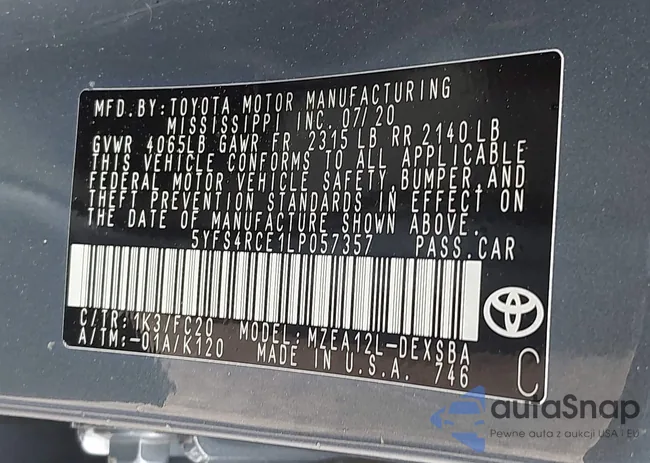 MFD. BY: TOYOTA MOTOR MANUFACTURING
MISSISSIPPI INC. 07/20
GVWR 4065LB GAWR FR 2315 LB RR 2140 LB
THIS VEHICLE CONFORMS TO ALL APPLICABLE
FEDERAL MOTOR VEHICLE SAFETY, BUMPER, AND
THEFT PREVENTION STANDARDS IN EFFECT ON
THE DATE OF MANUFACTURE SHOWN ABOVE.
5YFS4RCE1LP057357 PASS. CAR
C/TR: 1K3/FC20 MODEL: MZEA12L-DEXSBA
A/TM: -01A/K120 MADE IN U.S.A. 746
C
autaSnap
Pewne auta z aukcji USA i EU